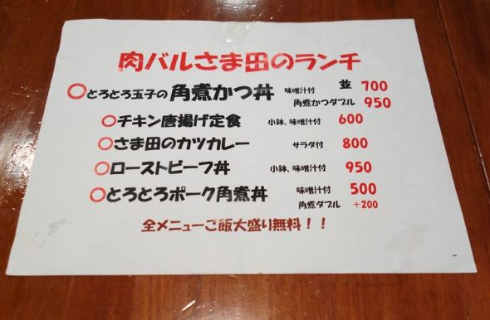 肉バルさま田のランチ
○とろとろ玉子の角煮かつ丼 味噌汁付 並 700
角煮かつダブル 950
○チキン唐揚げ定食 小鉢、味噌汁付 600
○さま田のカツカレー サラダ付 800
○ローストビーフ丼 小鉢、味噌汁付 950
○とろとろポーク角煮丼 味噌汁付 500
角煮ダブル +200
全メニューご飯大盛り無料！！